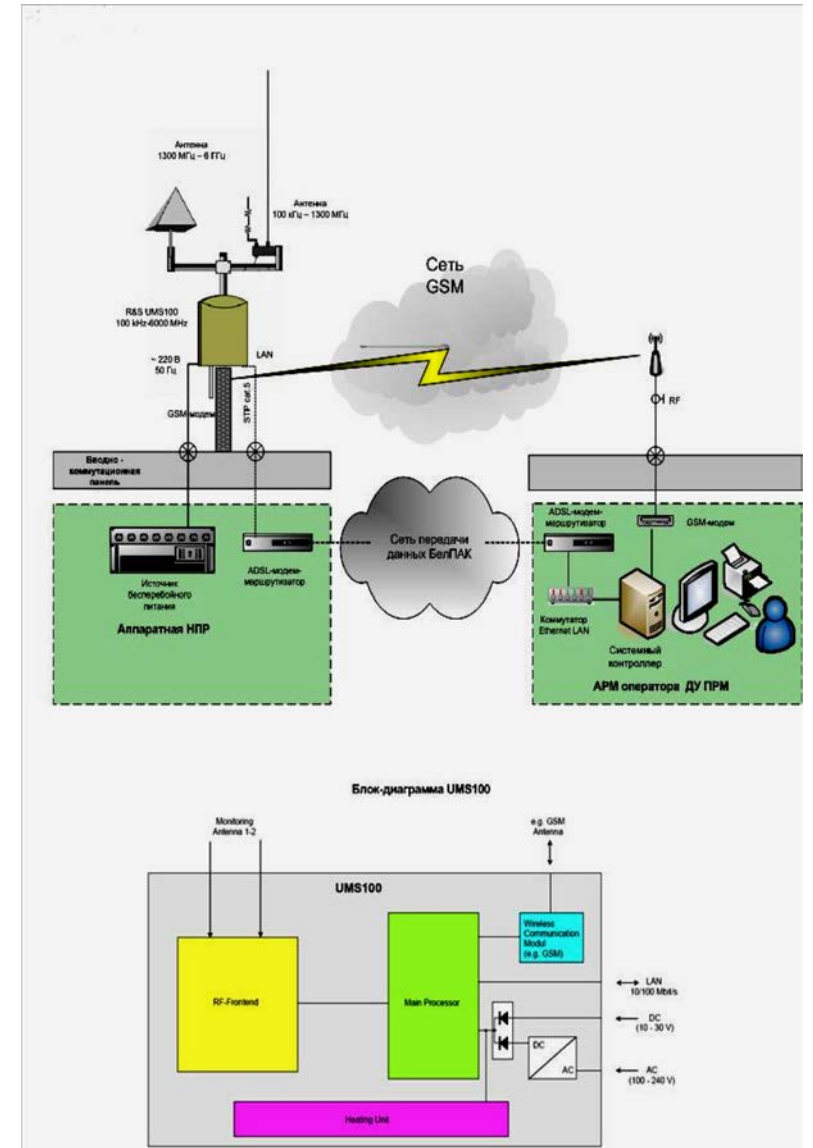 Антенна
1300 МГц – 6 ГГц
Антенна
100 кГц – 1300 МГц
Сеть
GSM
R&S UMS100
100 kHz-6000 MHz
~ 220 В
50 Гц
LAN
STP cat.5
GSM-модем
RF
Вводно -
коммутационная
панель
ADSL-модем-
маршрутизатор
GSM-модем
Сеть передачи
данных БелПАК
Источник
бесперебойного
питания
ADSL-модем-
маршрутизатор
Коммутатор
Ethernet LAN
Системный
контроллер
Аппаратная НПР
АРМ оператора ДУ ПРМ
Блок-диаграмма UMS100
Monitoring
Antenna 1-2
e.g. GSM
Antenna
UMS100
Wireless
Communication
Modul
(e.g. GSM)
RF-Frontend
Main Processor
LAN
10/100 Mbit/s
DC
(10 - 30 V)
DC
AC
AC
(100 - 240 V)
Heating Unit